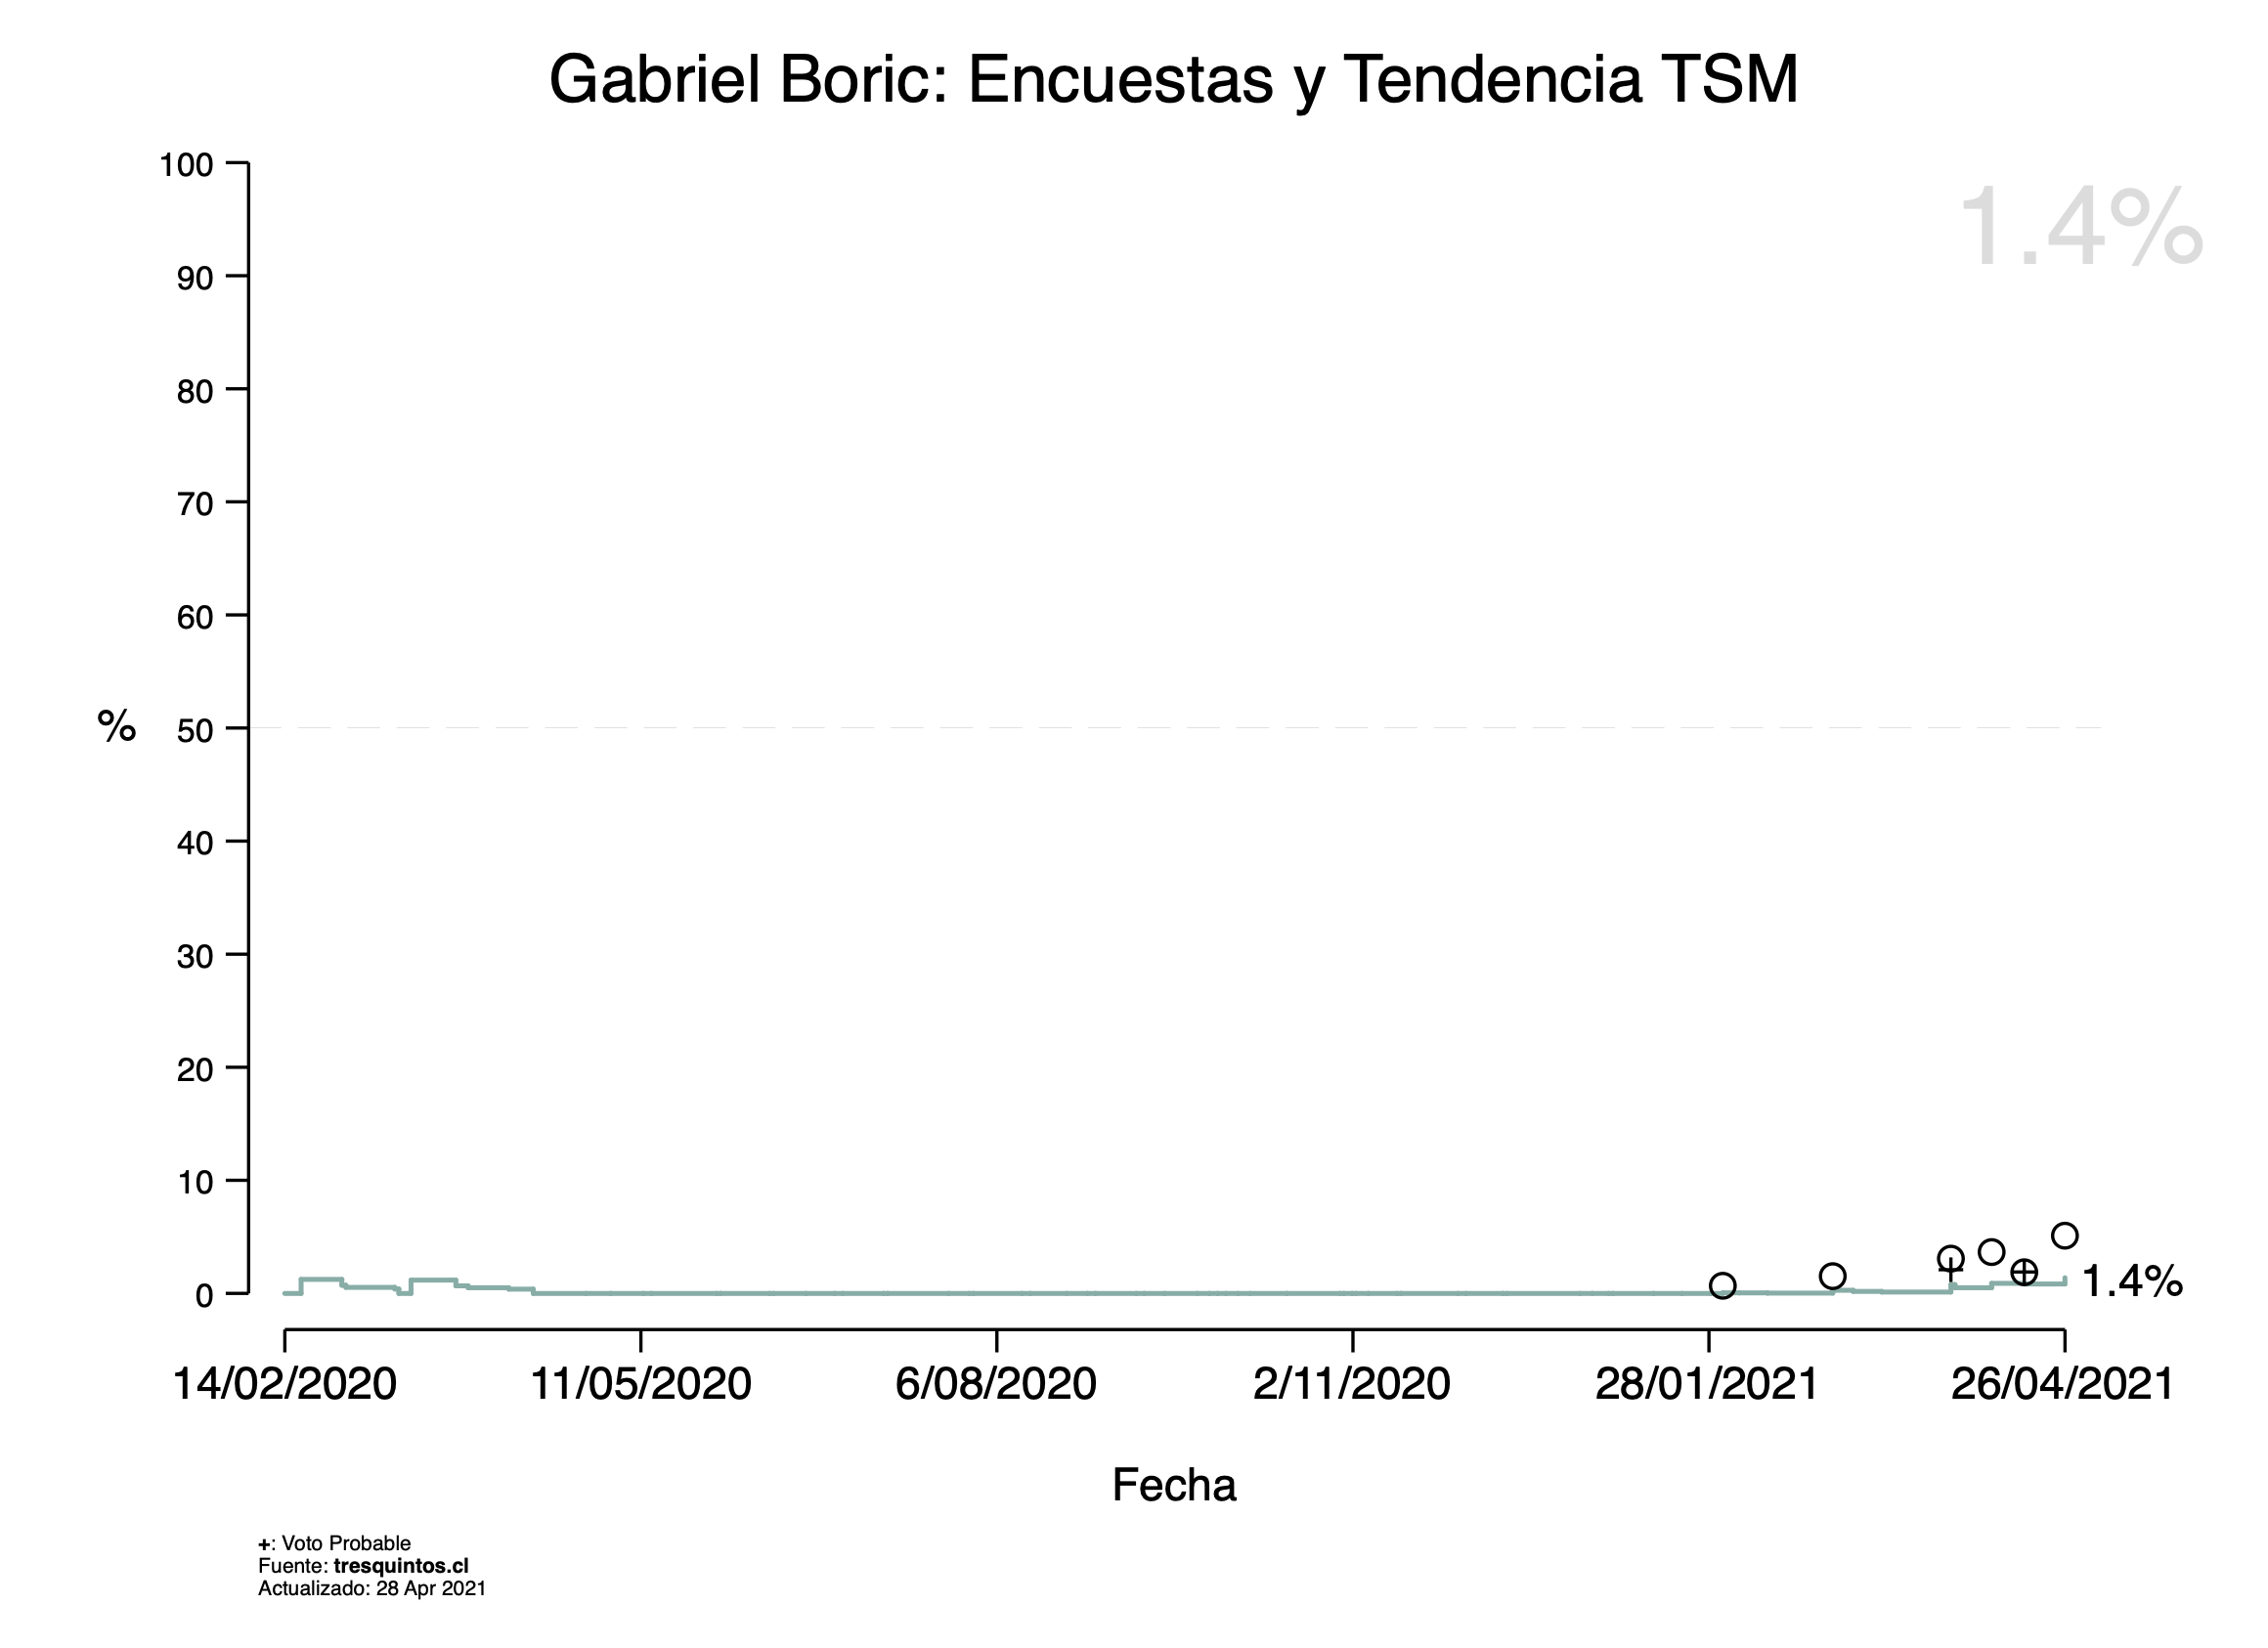 Gabriel Boric: Encuestas y Tendencia TSM
100
1.4%
90
80
70
60
% 50
40
30
20
10
0
1.4%
14/02/2020 11/05/2020 6/08/2020 2/11/2020 28/01/2021 26/04/2021
Fecha
+: Voto Probable
Fuente: tresquintos.cl
Actualizado: 28 Apr 2021